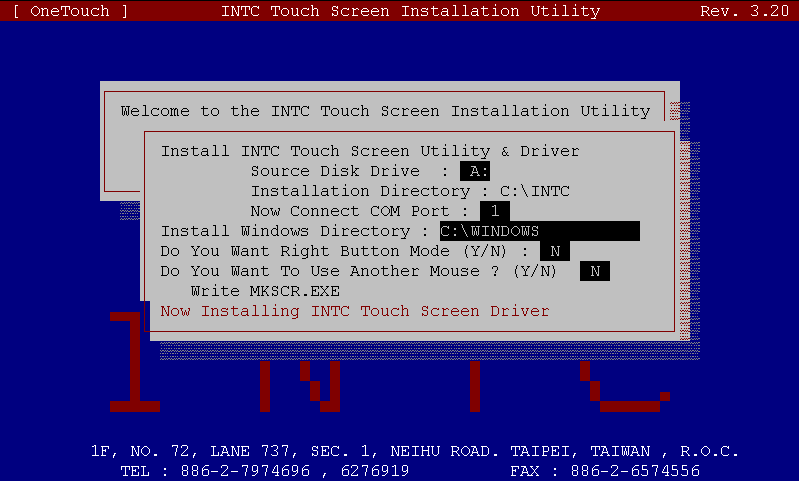 [ OneTouch ] INTC Touch Screen Installation Utility Rev. 3.20
Welcome to the INTC Touch Screen Installation Utility
Install INTC Touch Screen Utility & Driver
Source Disk Drive : A:
Installation Directory : C:\INTC
Now Connect COM Port : 1
Install Windows Directory : C:\WINDOWS
Do You Want Right Button Mode (Y/N) : N
Do You Want To Use Another Mouse ? (Y/N) N
Write MKSCR.EXE
Now Installing INTC Touch Screen Driver
1F, NO. 72, LANE 737, SEC. 1, NEIHU ROAD. TAIPEI, TAIWAN , R.O.C.
TEL : 886-2-7974696 , 6276919 FAX : 886-2-6574556